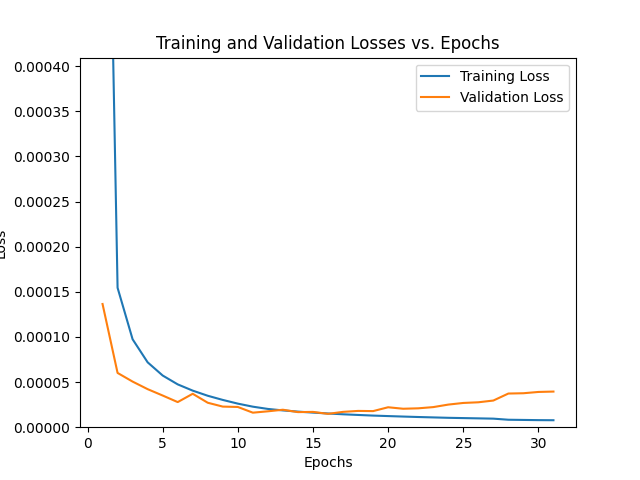 Training and Validation Losses vs. Epochs
Training Loss
Validation Loss
0.00040
0.00035
0.00030
0.00025
0.00020
0.00015
0.00010
0.00005
0.00000
Loss
0 5 10 15 20 25 30
Epochs